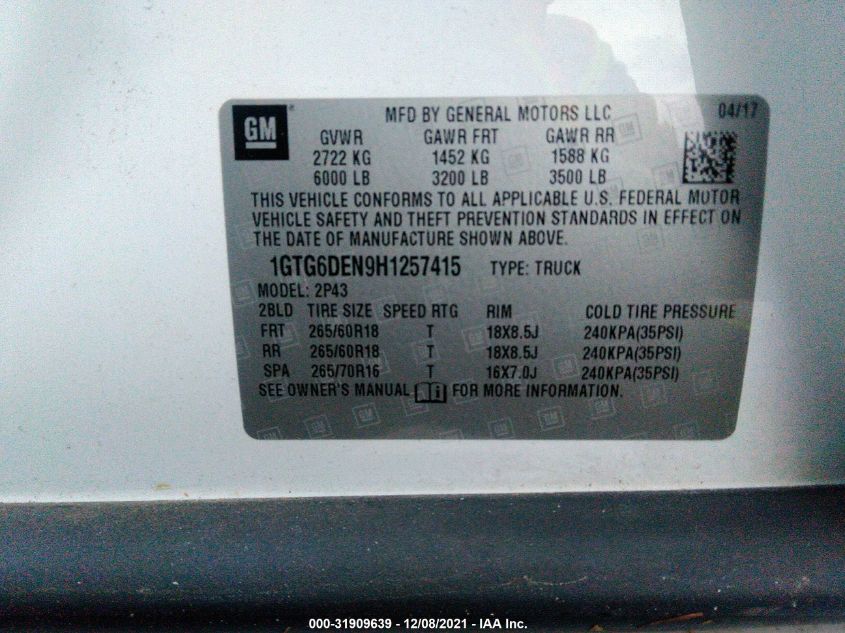 GM
MFD BY GENERAL MOTORS LLC 04/17
GVWR GAWR FRT GAWR RR
2722 KG 1452 KG 1588 KG
6000 LB 3200 LB 3500 LB
THIS VEHICLE CONFORMS TO ALL APPLICABLE U.S. FEDERAL MOTOR
VEHICLE SAFETY AND THEFT PREVENTION STANDARDS IN EFFECT ON
THE DATE OF MANUFACTURE SHOWN ABOVE.
1GTG6DEN9H1257415 TYPE: TRUCK
MODEL: 2P43
2BLD TIRE SIZE SPEED RTG RIM COLD TIRE PRESSURE
FRT 265/60R18 T 18X8.5J 240KPA(35PSI)
RR 265/60R18 T 18X8.5J 240KPA(35PSI)
SPA 265/70R16 T 16X7.0J 240KPA(35PSI)
SEE OWNER'S MANUAL i FOR MORE INFORMATION.
000-31909639 - 12/08/2021 - IAA Inc.